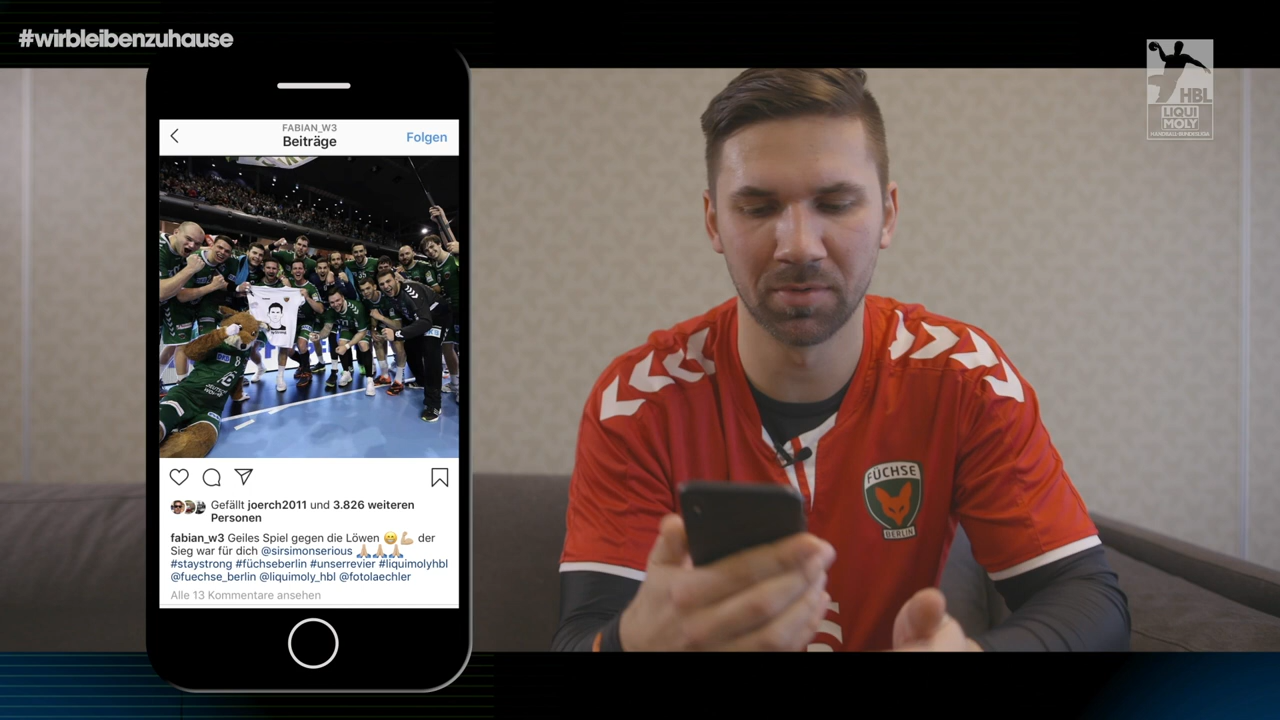 #wirbleibenzuhause
HBL
LIQUI
MOLY
HANDBALL-BUNDESLIGA
FABIAN_W3
Beiträge
Folgen
Gefällt joerch2011 und 3.826 weiteren
Personen
fabian_w3 Geiles Spiel gegen die Löwen 😄💪🏼 der
Sieg war für dich @sirsimonserious 🙏🏼🙏🏼🙏🏼
#staystrong #füchseberlin #unserrevier #liquimolyhbl
@fuechse_berlin @liquimoly_hbl @fotolaechler
Alle 13 Kommentare ansehen
FÜCHSE
BERLIN